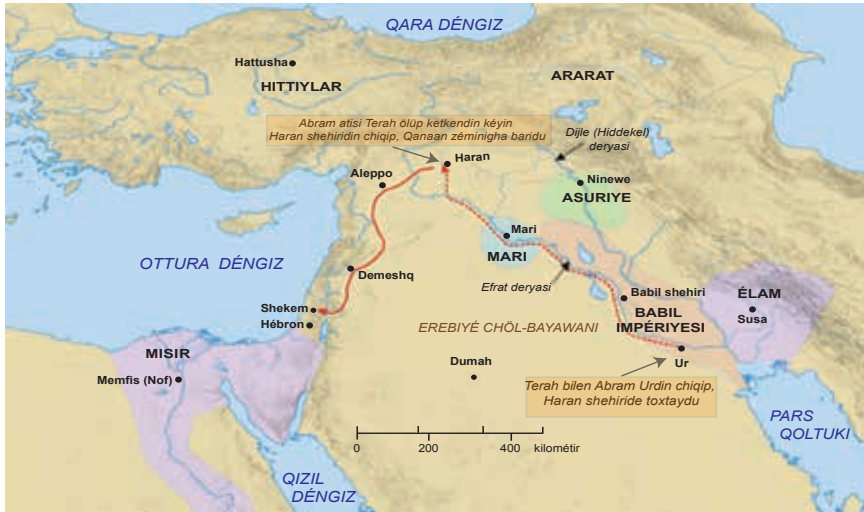 QARA DÉNGIZ
Hattusha
HITTIYLAR
ARARAT
Abram atisi Terah ölüp ketkendin kéyin
Haran shehiridin chiqip, Qanaan zéminigha baridu
Dijle (Hiddekel)
deryasi
Haran
Aleppo
Ninewe
ASURIYE
Mari
MARI
OTTURA DÉNGIZ
Demeshq
Efrat deryasi
Babil shehiri
BABIL
IMPÉRIYESI
ÉLAM
Susa
Shekem
Hébron
EREBIYÉ CHÖL-BAYAWANI
MISIR
Memfis (Nof)
Dumah
Ur
Terah bilen Abram Urdin chiqip,
Haran shehiride toxtaydu
PARS
QOLTUKI
0 200 400 kilométir
QIZIL
DÉNGIZ